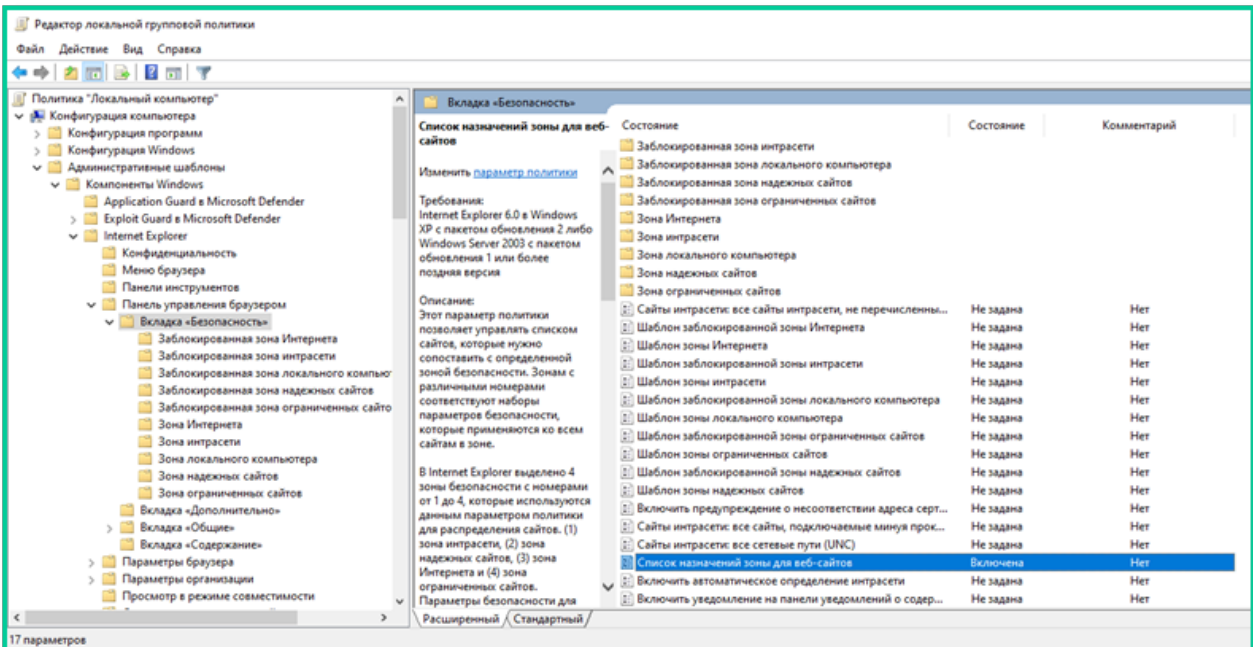 Редактор локальной групповой политики
Файл Действие Вид Справка
Политика "Локальный компьютер"
Конфигурация компьютера
Конфигурация программ
Конфигурация Windows
Административные шаблоны
Компоненты Windows
Application Guard в Microsoft Defender
Exploit Guard в Microsoft Defender
Internet Explorer
Конфиденциальность
Меню браузера
Панели инструментов
Панель управления браузером
Вкладка «Безопасность»
Заблокированная зона Интернета
Заблокированная зона интрасети
Заблокированная зона локального компью
Заблокированная зона надежных сайтов
Заблокированная зона ограниченных сайто
Зона Интернета
Зона интрасети
Зона локального компьютера
Зона надежных сайтов
Зона ограниченных сайтов
Вкладка «Дополнительно»
Вкладка «Общие»
Вкладка «Содержание»
Параметры браузера
Параметры организации
Просмотр в режиме совместимости
Вкладка «Безопасность»
Список назначений зоны для веб-
сайтов
Изменить параметр политики
Требования:
Internet Explorer 6.0 в Windows
XP с пакетом обновления 2 либо
Windows Server 2003 с пакетом
обновления 1 или более
поздняя версия
Описание:
Этот параметр политики
позволяет управлять списком
сайтов, которые нужно
сопоставить с определенной
зоной безопасности. Зонам с
различными номерами
соответствуют наборы
параметров безопасности,
которые применяются ко всем
сайтам в зоне.
В Internet Explorer выделено 4
зоны безопасности с номерами
от 1 до 4, которые используются
данным параметром политики
для распределения сайтов. (1)
зона интрасети, (2) зона
надежных сайтов, (3) зона
Интернета и (4) зона
ограниченных сайтов.
Параметры безопасности для
Состояние Состояние Комментарий
Заблокированная зона интрасети
Заблокированная зона локального компьютера
Заблокированная зона надежных сайтов
Заблокированная зона ограниченных сайтов
Зона Интернета
Зона интрасети
Зона локального компьютера
Зона надежных сайтов
Зона ограниченных сайтов
Сайты интрасети: все сайты интрасети, не перечисленны... Не задана Нет
Шаблон заблокированной зоны Интернета Не задана Нет
Шаблон зоны Интернета Не задана Нет
Шаблон заблокированной зоны интрасети Не задана Нет
Шаблон зоны интрасети Не задана Нет
Шаблон заблокированной зоны локального компьютера Не задана Нет
Шаблон зоны локального компьютера Не задана Нет
Шаблон заблокированной зоны ограниченных сайтов Не задана Нет
Шаблон зоны ограниченных сайтов Не задана Нет
Шаблон заблокированной зоны надежных сайтов Не задана Нет
Шаблон зоны надежных сайтов Не задана Нет
Включить предупреждение о несоответствии адреса серт... Не задана Нет
Сайты интрасети: все сайты, подключаемые минуя прок... Не задана Нет
Сайты интрасети: все сетевые пути (UNC) Не задана Нет
Список назначений зоны для веб-сайтов Включена Нет
Включить автоматическое определение интрасети Не задана Нет
Включить уведомление на панели уведомлений о содер... Не задана Нет
Расширенный Стандартный
17 параметров